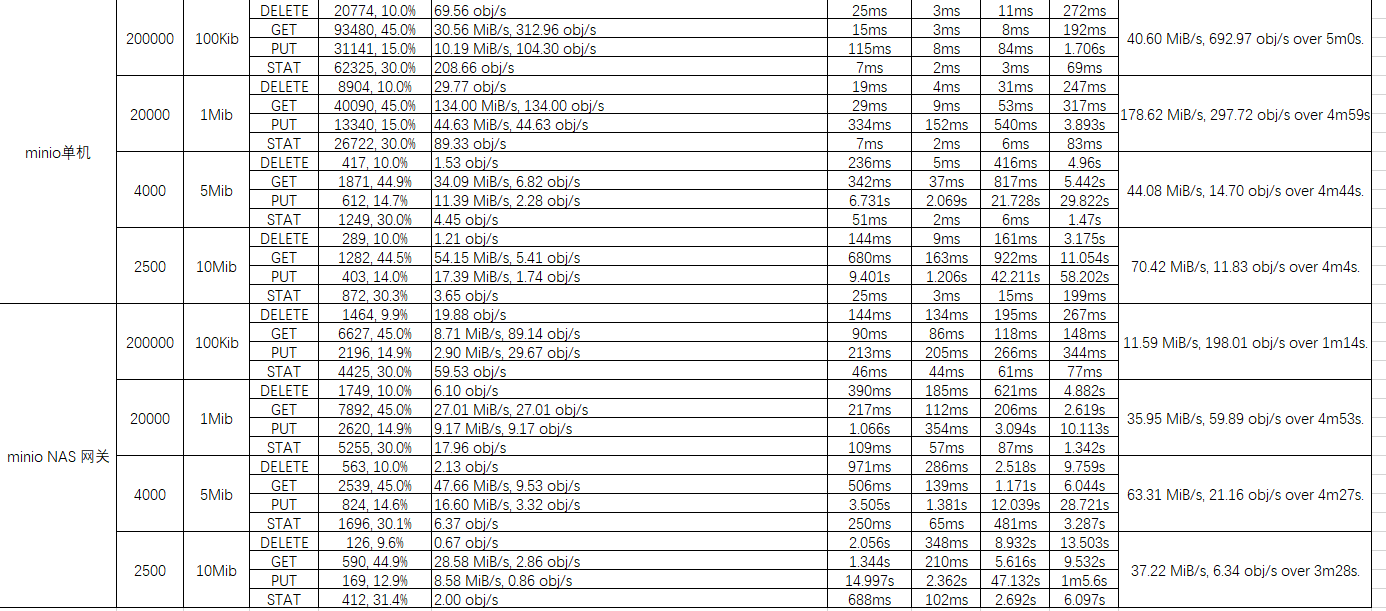 minio单机
200000 100Kib
DELETE 20774, 10.0% 69.56 obj/s 25ms 3ms 11ms 272ms
GET 93480, 45.0% 30.56 MiB/s, 312.96 obj/s 15ms 3ms 8ms 192ms
PUT 31141, 15.0% 10.19 MiB/s, 104.30 obj/s 115ms 8ms 84ms 1.706s
STAT 62325, 30.0% 208.66 obj/s 7ms 2ms 3ms 69ms
40.60 MiB/s, 692.97 obj/s over 5m0s.
20000 1Mib
DELETE 8904, 10.0% 29.77 obj/s 19ms 4ms 31ms 247ms
GET 40090, 45.0% 134.00 MiB/s, 134.00 obj/s 29ms 9ms 53ms 317ms
PUT 13340, 15.0% 44.63 MiB/s, 44.63 obj/s 334ms 152ms 540ms 3.893s
STAT 26722, 30.0% 89.33 obj/s 7ms 2ms 6ms 83ms
178.62 MiB/s, 297.72 obj/s over 4m59s
4000 5Mib
DELETE 417, 10.0% 1.53 obj/s 236ms 5ms 416ms 4.96s
GET 1871, 44.9% 34.09 MiB/s, 6.82 obj/s 342ms 37ms 817ms 5.442s
PUT 612, 14.7% 11.39 MiB/s, 2.28 obj/s 6.731s 2.069s 21.728s 29.822s
STAT 1249, 30.0% 4.45 obj/s 51ms 2ms 6ms 1.47s
44.08 MiB/s, 14.70 obj/s over 4m44s.
2500 10Mib
DELETE 289, 10.0% 1.21 obj/s 144ms 9ms 161ms 3.175s
GET 1282, 44.5% 54.15 MiB/s, 5.41 obj/s 680ms 163ms 922ms 11.054s
PUT 403, 14.0% 17.39 MiB/s, 1.74 obj/s 9.401s 1.206s 42.211s 58.202s
STAT 872, 30.3% 3.65 obj/s 25ms 3ms 15ms 199ms
70.42 MiB/s, 11.83 obj/s over 4m4s.
minio NAS 网关
200000 100Kib
DELETE 1464, 9.9% 19.88 obj/s 144ms 134ms 195ms 267ms
GET 6627, 45.0% 8.71 MiB/s, 89.14 obj/s 90ms 86ms 118ms 148ms
PUT 2196, 14.9% 2.90 MiB/s, 29.67 obj/s 213ms 205ms 266ms 344ms
STAT 4425, 30.0% 59.53 obj/s 46ms 44ms 61ms 77ms
11.59 MiB/s, 198.01 obj/s over 1m14s.
20000 1Mib
DELETE 1749, 10.0% 6.10 obj/s 390ms 185ms 621ms 4.882s
GET 7892, 45.0% 27.01 MiB/s, 27.01 obj/s 217ms 112ms 206ms 2.619s
PUT 2620, 14.9% 9.17 MiB/s, 9.17 obj/s 1.066s 354ms 3.094s 10.113s
STAT 5255, 30.0% 17.96 obj/s 109ms 57ms 87ms 1.342s
35.95 MiB/s, 59.89 obj/s over 4m53s.
4000 5Mib
DELETE 563, 10.0% 2.13 obj/s 971ms 286ms 2.518s 9.759s
GET 2539, 45.0% 47.66 MiB/s, 9.53 obj/s 506ms 139ms 1.171s 6.044s
PUT 824, 14.6% 16.60 MiB/s, 3.32 obj/s 3.505s 1.381s 12.039s 28.721s
STAT 1696, 30.1% 6.37 obj/s 250ms 65ms 481ms 3.287s
63.31 MiB/s, 21.16 obj/s over 4m27s.
2500 10Mib
DELETE 126, 9.6% 0.67 obj/s 2.056s 348ms 8.932s 13.503s
GET 590, 44.9% 28.58 MiB/s, 2.86 obj/s 1.344s 210ms 5.616s 9.532s
PUT 169, 12.9% 8.58 MiB/s, 0.86 obj/s 14.997s 2.362s 47.132s 1m5.6s
STAT 412, 31.4% 2.00 obj/s 688ms 102ms 2.692s 6.097s
37.22 MiB/s, 6.34 obj/s over 3m28s.